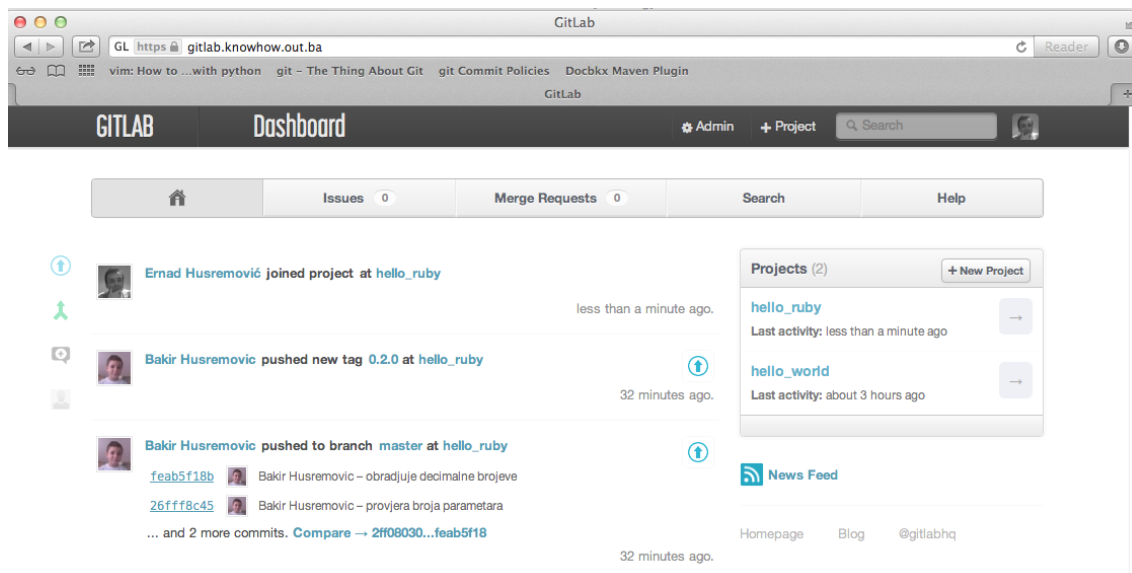 GitLab
GL https gitlab.knowhow.out.ba Reader
vim: How to ...with python git – The Thing About Git git Commit Policies Docbkx Maven Plugin
GitLab
GITLAB Dashboard Admin + Project Search
Issues 0 Merge Requests 0 Search Help
Ernad Husremović joined project at hello_ruby
less than a minute ago.
Bakir Husremovic pushed new tag 0.2.0 at hello_ruby
32 minutes ago.
Bakir Husremovic pushed to branch master at hello_ruby
feab5f18b Bakir Husremovic – obradjuje decimalne brojeve
26fff8c45 Bakir Husremovic – provjera broja parametara
... and 2 more commits. Compare → 2ff08030...feab5f18
32 minutes ago.
Projects (2) + New Project
hello_ruby
→
Last activity: less than a minute ago
hello_world
→
Last activity: about 3 hours ago
News Feed
Homepage Blog @gitlabhq